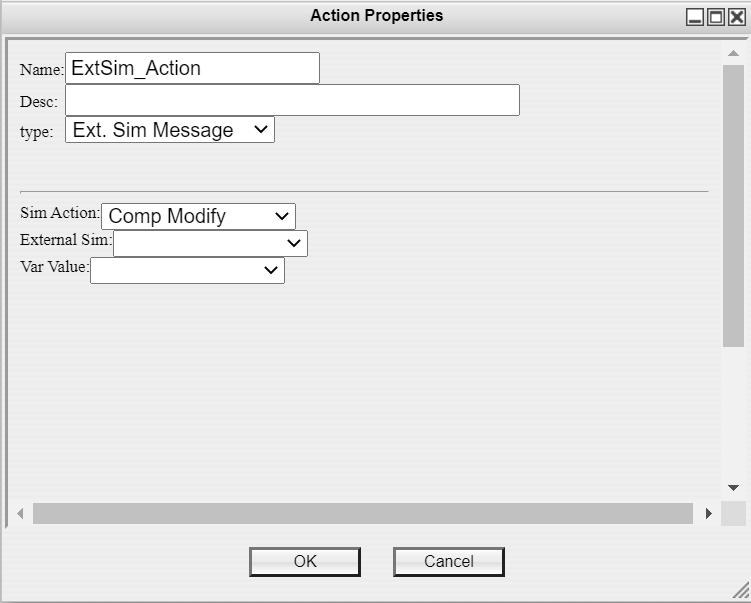 Action Properties
Name: ExtSim_Action
Desc:
type: Ext. Sim Message
Sim Action: Comp Modify
External Sim:
Var Value:
OK Cancel